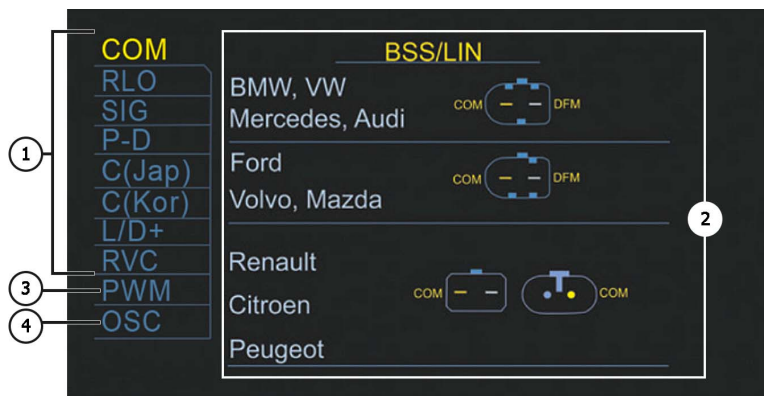 COM
RLO
SIG
P-D
C(Jap)
C(Kor)
L/D+
RVC
PWM
OSC
1
3
4
BSS/LIN
BMW, VW
Mercedes, Audi
COM DFM
Ford
Volvo, Mazda
COM DFM
Renault
Citroen
Peugeot
COM COM
2